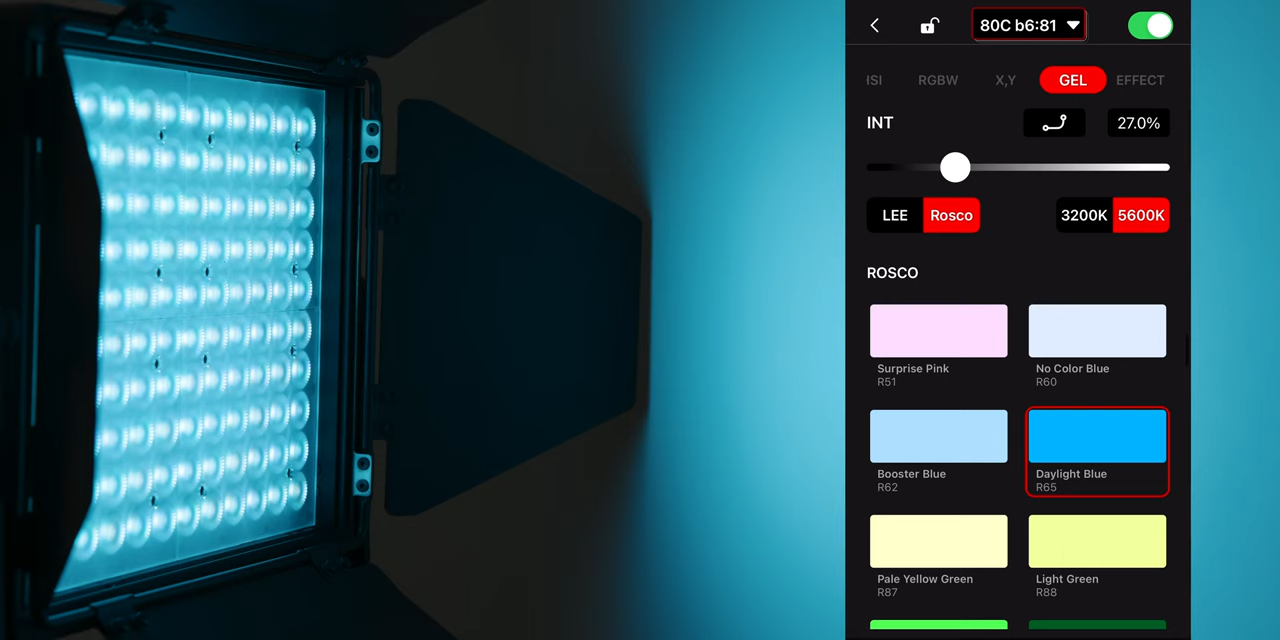 80C b6:81
ISI RGBW X,Y GEL EFFECT
INT 27.0%
LEE Rosco 3200K 5600K
ROSCO
Surprise Pink No Color Blue
R51 R60
Booster Blue Daylight Blue
R62 R65
Pale Yellow Green Light Green
R87 R88